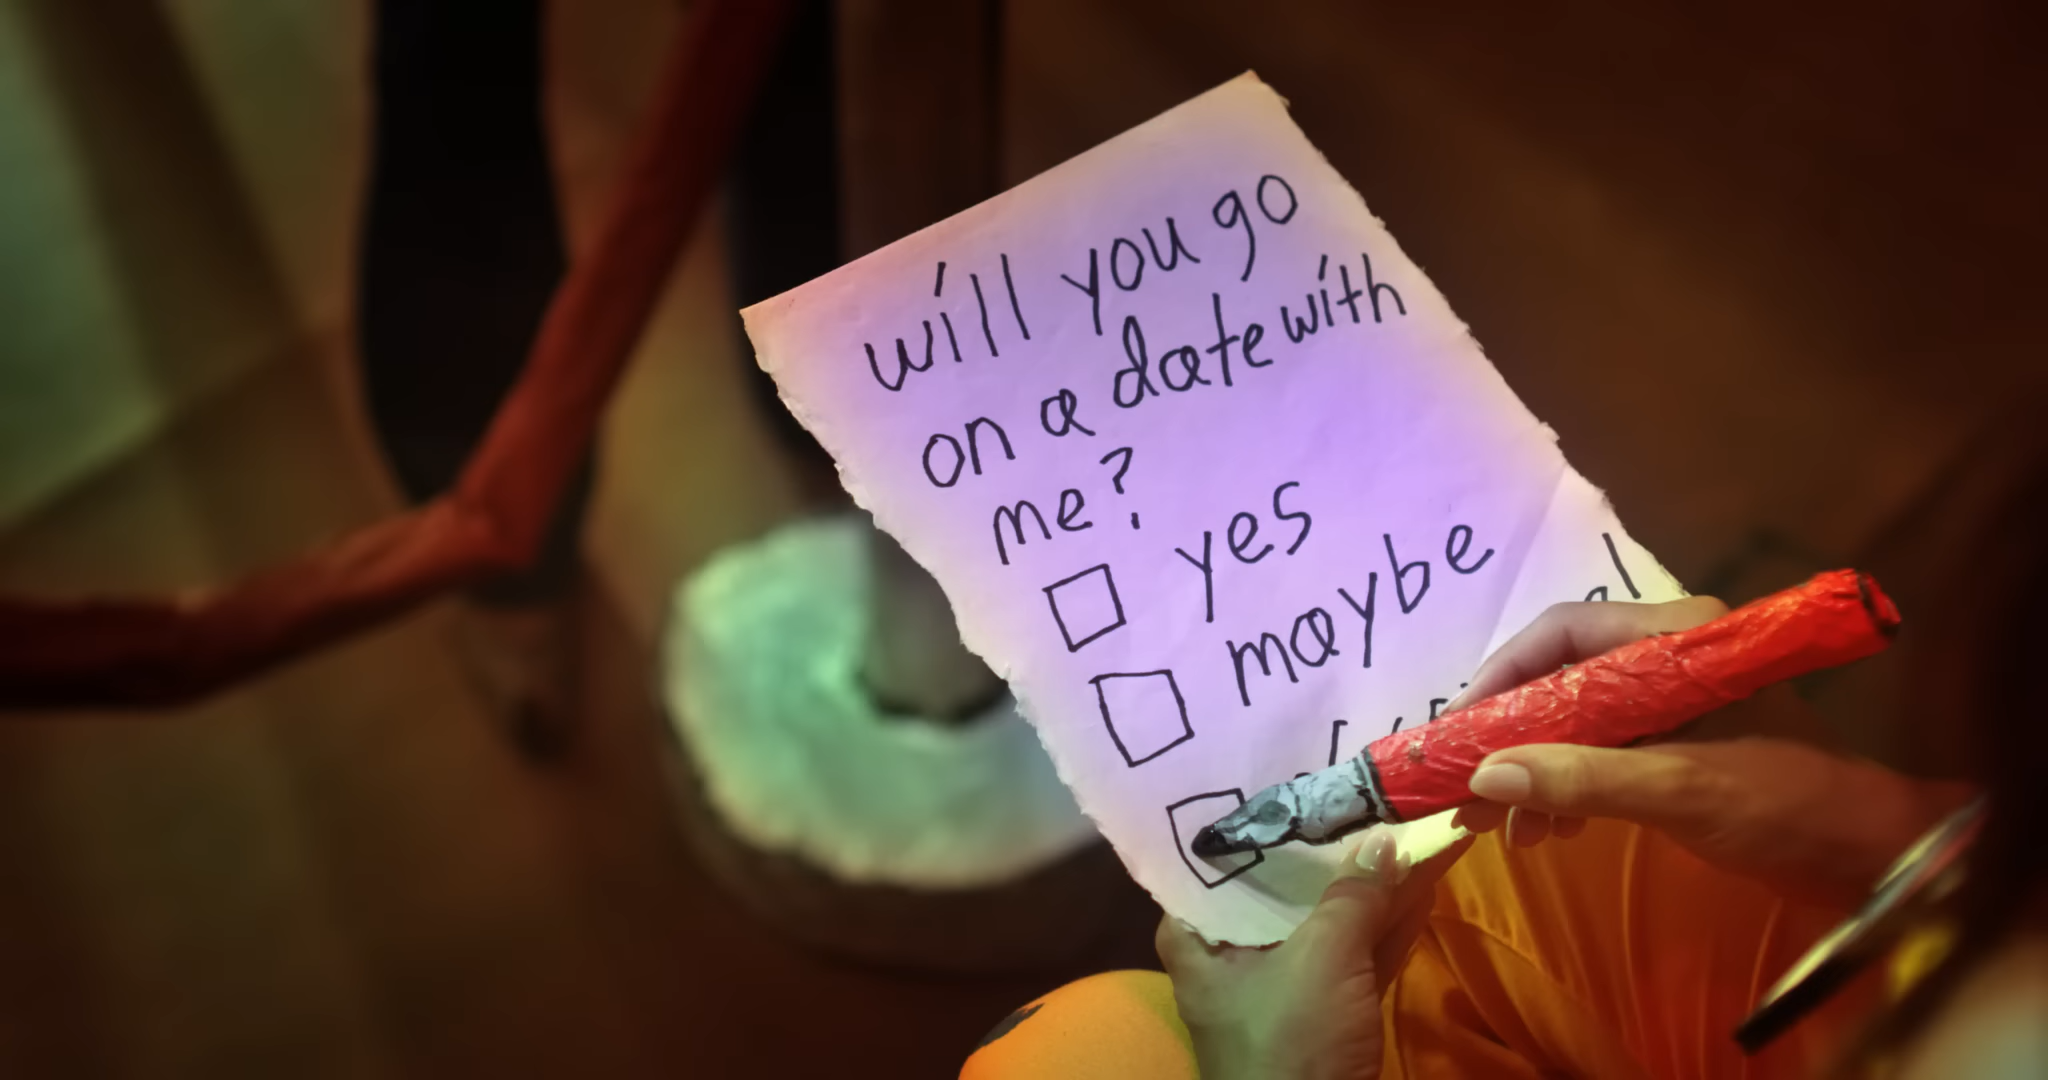 will you go
on a date with
me?
yes
maybe